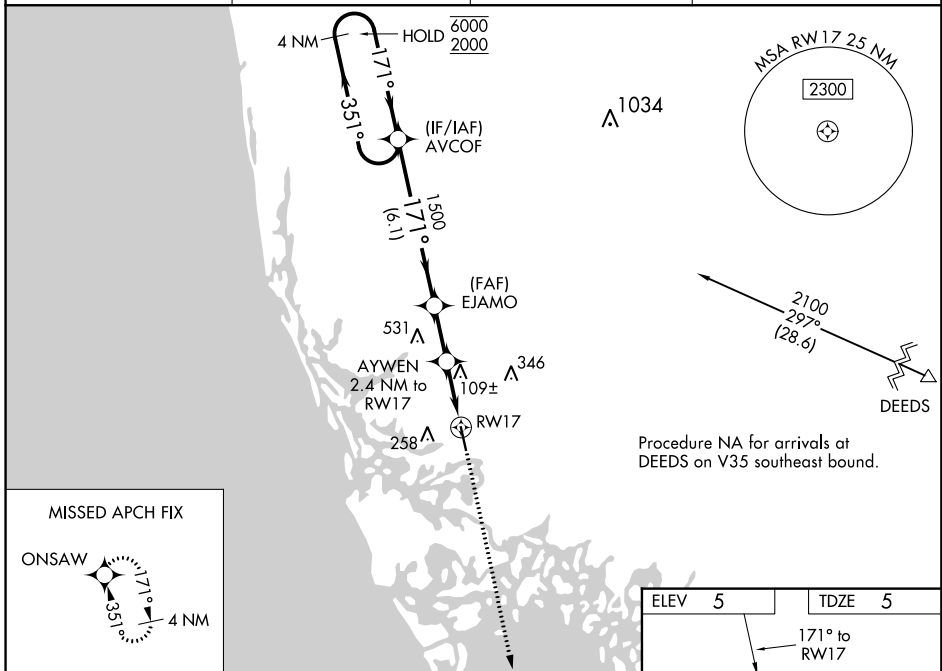 6000
4 NM
HOLD
2000
171°
351°
(IF/IAF)
AVCOF
1034
MSA RW17 25 NM
2300
1500
171°
(6.1)
(FAF)
EJAMO
531
AYWEN
2.4 NM to
RW17
109±
346
RW17
258
2100
297°
(28.6)
DEEDS
Procedure NA for arrivals at
DEEDS on V35 southeast bound.
MISSED APCH FIX
ONSAW
171°
351°
4 NM
ELEV 5
TDZE 5
171° to
RW17